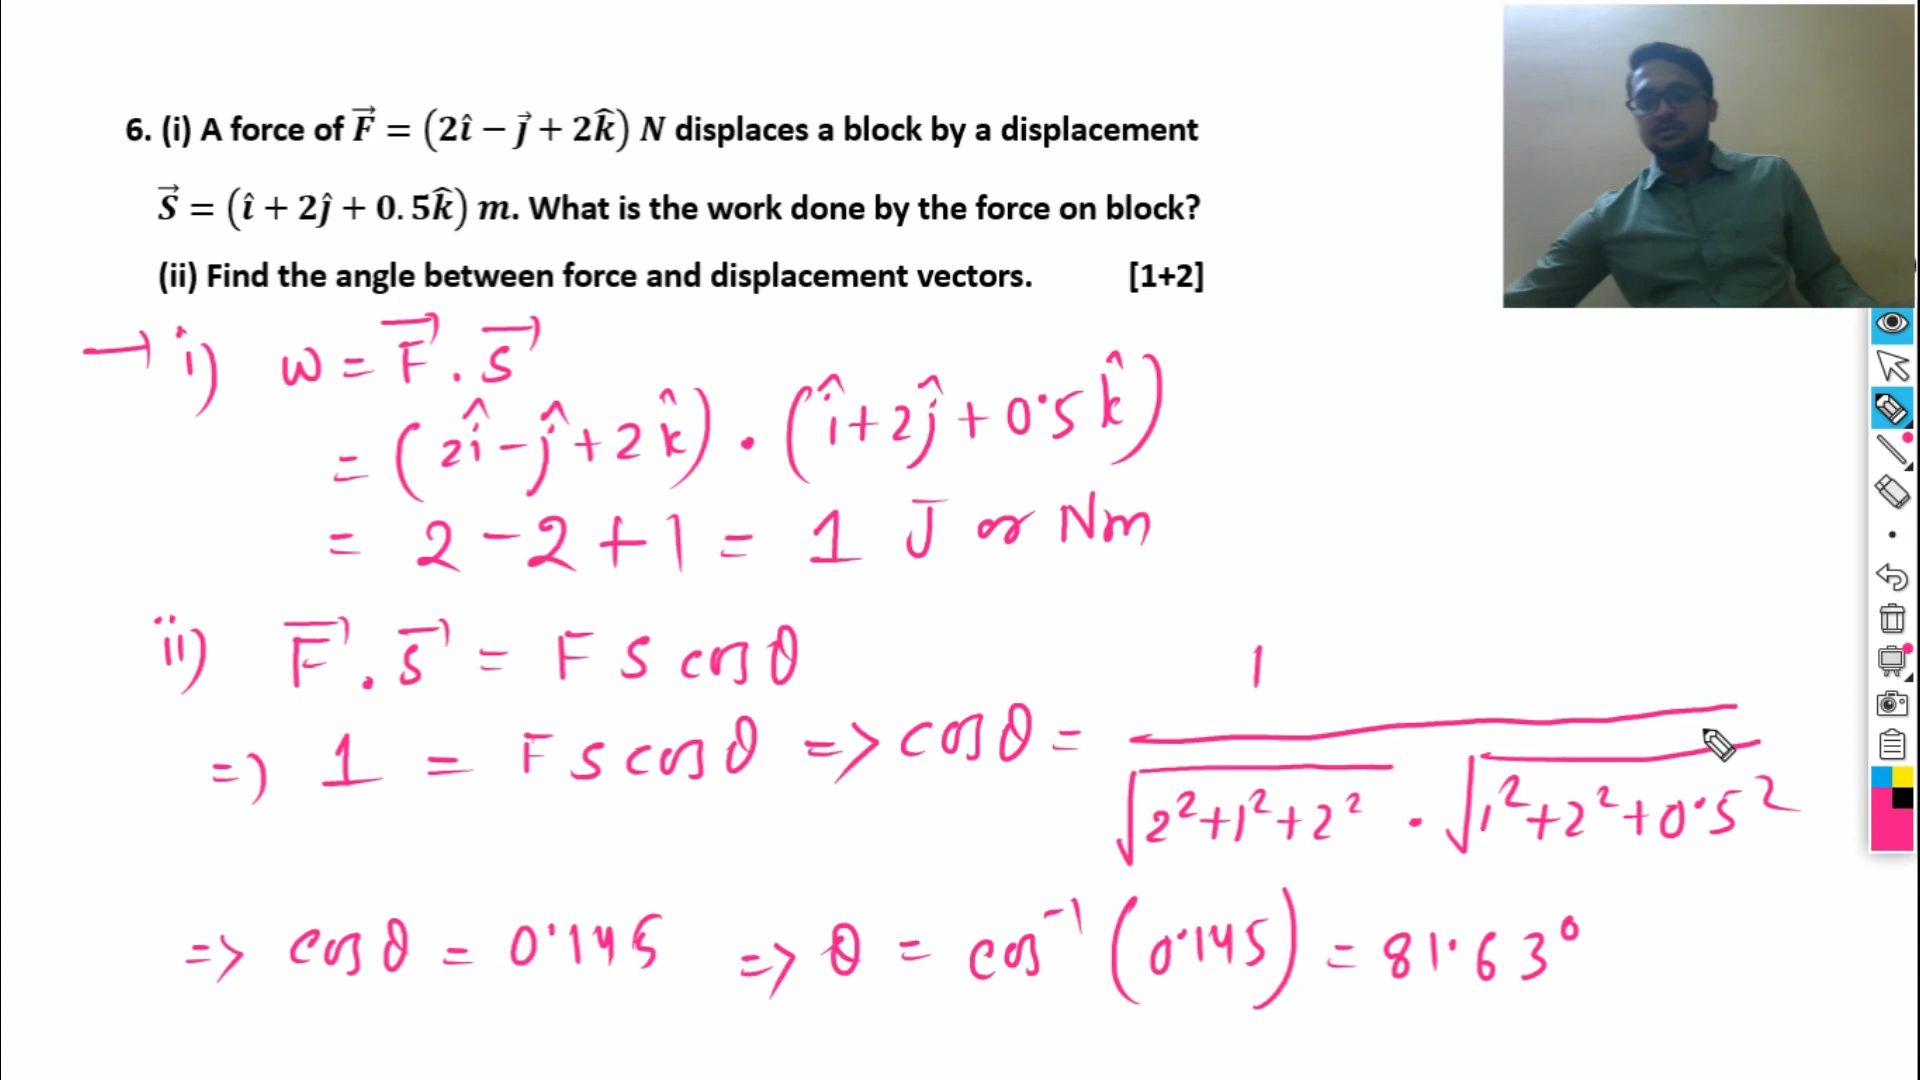 6. (i) A force of F⃗ = (2î − j⃗ + 2k̂) N displaces a block by a displacement
S⃗ = (î + 2ĵ + 0.5k̂) m. What is the work done by the force on block?
(ii) Find the angle between force and displacement vectors. [1+2]
→ i) W = F⃗ . S⃗
= (2î − ĵ + 2k̂) . (î + 2ĵ + 0.5k̂)
= 2 − 2 + 1 = 1 J or Nm
ii) F⃗ . S⃗ = F S cosθ
=> 1 = F S cosθ => cosθ = 1 / √(2² + 1² + 2²) . √(1² + 2² + 0.5²)
=> cosθ = 0.145 => θ = cos⁻¹ (0.145) = 81.63°